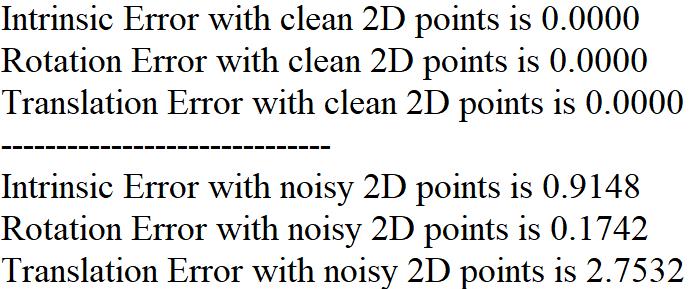 Intrinsic Error with clean 2D points is 0.0000
Rotation Error with clean 2D points is 0.0000
Translation Error with clean 2D points is 0.0000
------------------------------
Intrinsic Error with noisy 2D points is 0.9148
Rotation Error with noisy 2D points is 0.1742
Translation Error with noisy 2D points is 2.7532